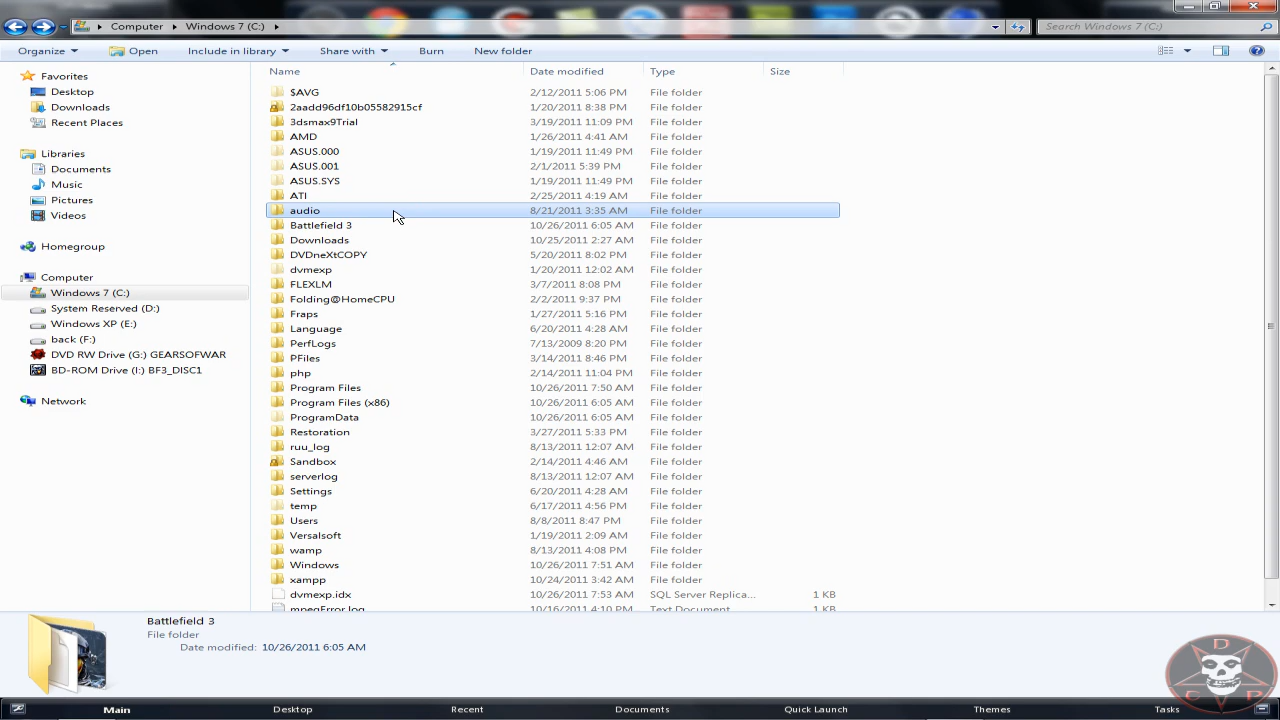 Computer Windows 7 (C:) Search Windows 7 (C:)
Organize Open Include in library Share with Burn New folder
Name Date modified Type Size
Favorites
Desktop
Downloads
Recent Places
Libraries
Documents
Music
Pictures
Videos
Homegroup
Computer
Windows 7 (C:)
System Reserved (D:)
Windows XP (E:)
back (F:)
DVD RW Drive (G:) GEARSOFWAR
BD-ROM Drive (I:) BF3_DISC1
Network
$AVG 2/12/2011 5:06 PM File folder
2aadd96df10b05582915cf 1/20/2011 8:38 PM File folder
3dsmax9Trial 3/19/2011 11:09 PM File folder
AMD 1/26/2011 4:41 AM File folder
ASUS.000 1/19/2011 11:49 PM File folder
ASUS.001 2/1/2011 5:39 PM File folder
ASUS.SYS 1/19/2011 11:49 PM File folder
ATI 2/25/2011 4:19 AM File folder
audio 8/21/2011 3:35 AM File folder
Battlefield 3 10/26/2011 6:05 AM File folder
Downloads 10/25/2011 2:27 AM File folder
DVDneXtCOPY 5/20/2011 8:02 PM File folder
dvmexp 1/20/2011 12:02 AM File folder
FLEXLM 3/7/2011 8:08 PM File folder
Folding@HomeCPU 2/2/2011 9:37 PM File folder
Fraps 1/27/2011 5:16 PM File folder
Language 6/20/2011 4:28 AM File folder
PerfLogs 7/13/2009 8:20 PM File folder
PFiles 3/14/2011 8:46 PM File folder
php 2/14/2011 11:04 PM File folder
Program Files 10/26/2011 7:50 AM File folder
Program Files (x86) 10/26/2011 6:05 AM File folder
ProgramData 10/26/2011 6:05 AM File folder
Restoration 3/27/2011 5:33 PM File folder
ruu_log 8/13/2011 12:07 AM File folder
Sandbox 2/14/2011 4:46 AM File folder
serverlog 8/13/2011 12:07 AM File folder
Settings 6/20/2011 4:28 AM File folder
temp 6/17/2011 4:56 PM File folder
Users 8/8/2011 8:47 PM File folder
Versalsoft 1/19/2011 2:09 AM File folder
wamp 8/13/2011 4:08 PM File folder
Windows 10/26/2011 7:51 AM File folder
xampp 10/24/2011 3:42 AM File folder
dvmexp.idx 10/26/2011 7:53 AM SQL Server Replica... 1 KB
mpegError.log 10/16/2011 4:10 PM Text Document 1 KB
Battlefield 3
File folder
Date modified: 10/26/2011 6:05 AM
D
C P
Main Desktop Recent Documents Quick Launch Themes Tasks